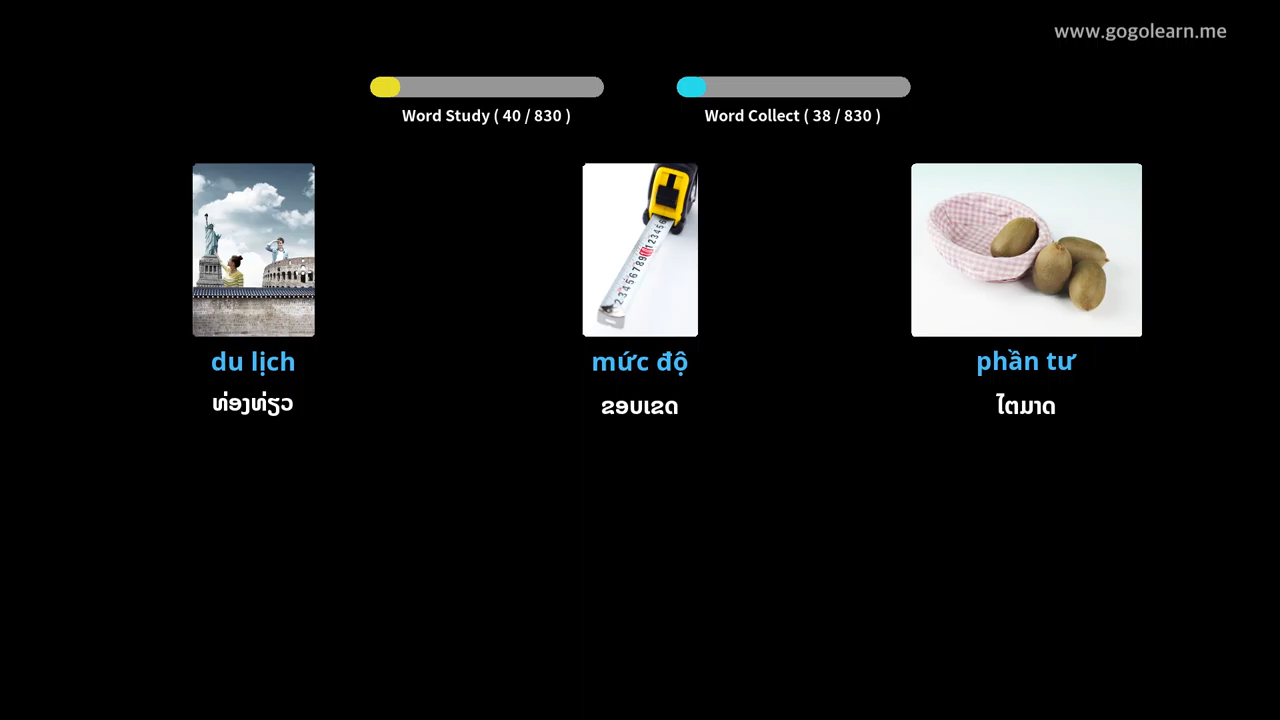 www.gogolearn.me
Word Study ( 40 / 830 )
Word Collect ( 38 / 830 )
du lịch
mức độ
phần tư
ທ່ອງທ່ຽວ
ຂອບເຂດ
ໄຕມາດ